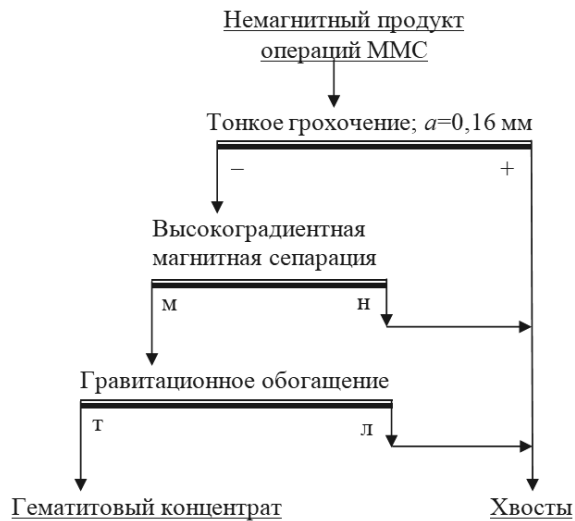 Немагнитный продукт
операций ММС
Тонкое грохочение; a=0,16 мм
– +
Высокоградиентная
магнитная сепарация
м н
Гравитационное обогащение
т л
Гематитовый концентрат Хвосты